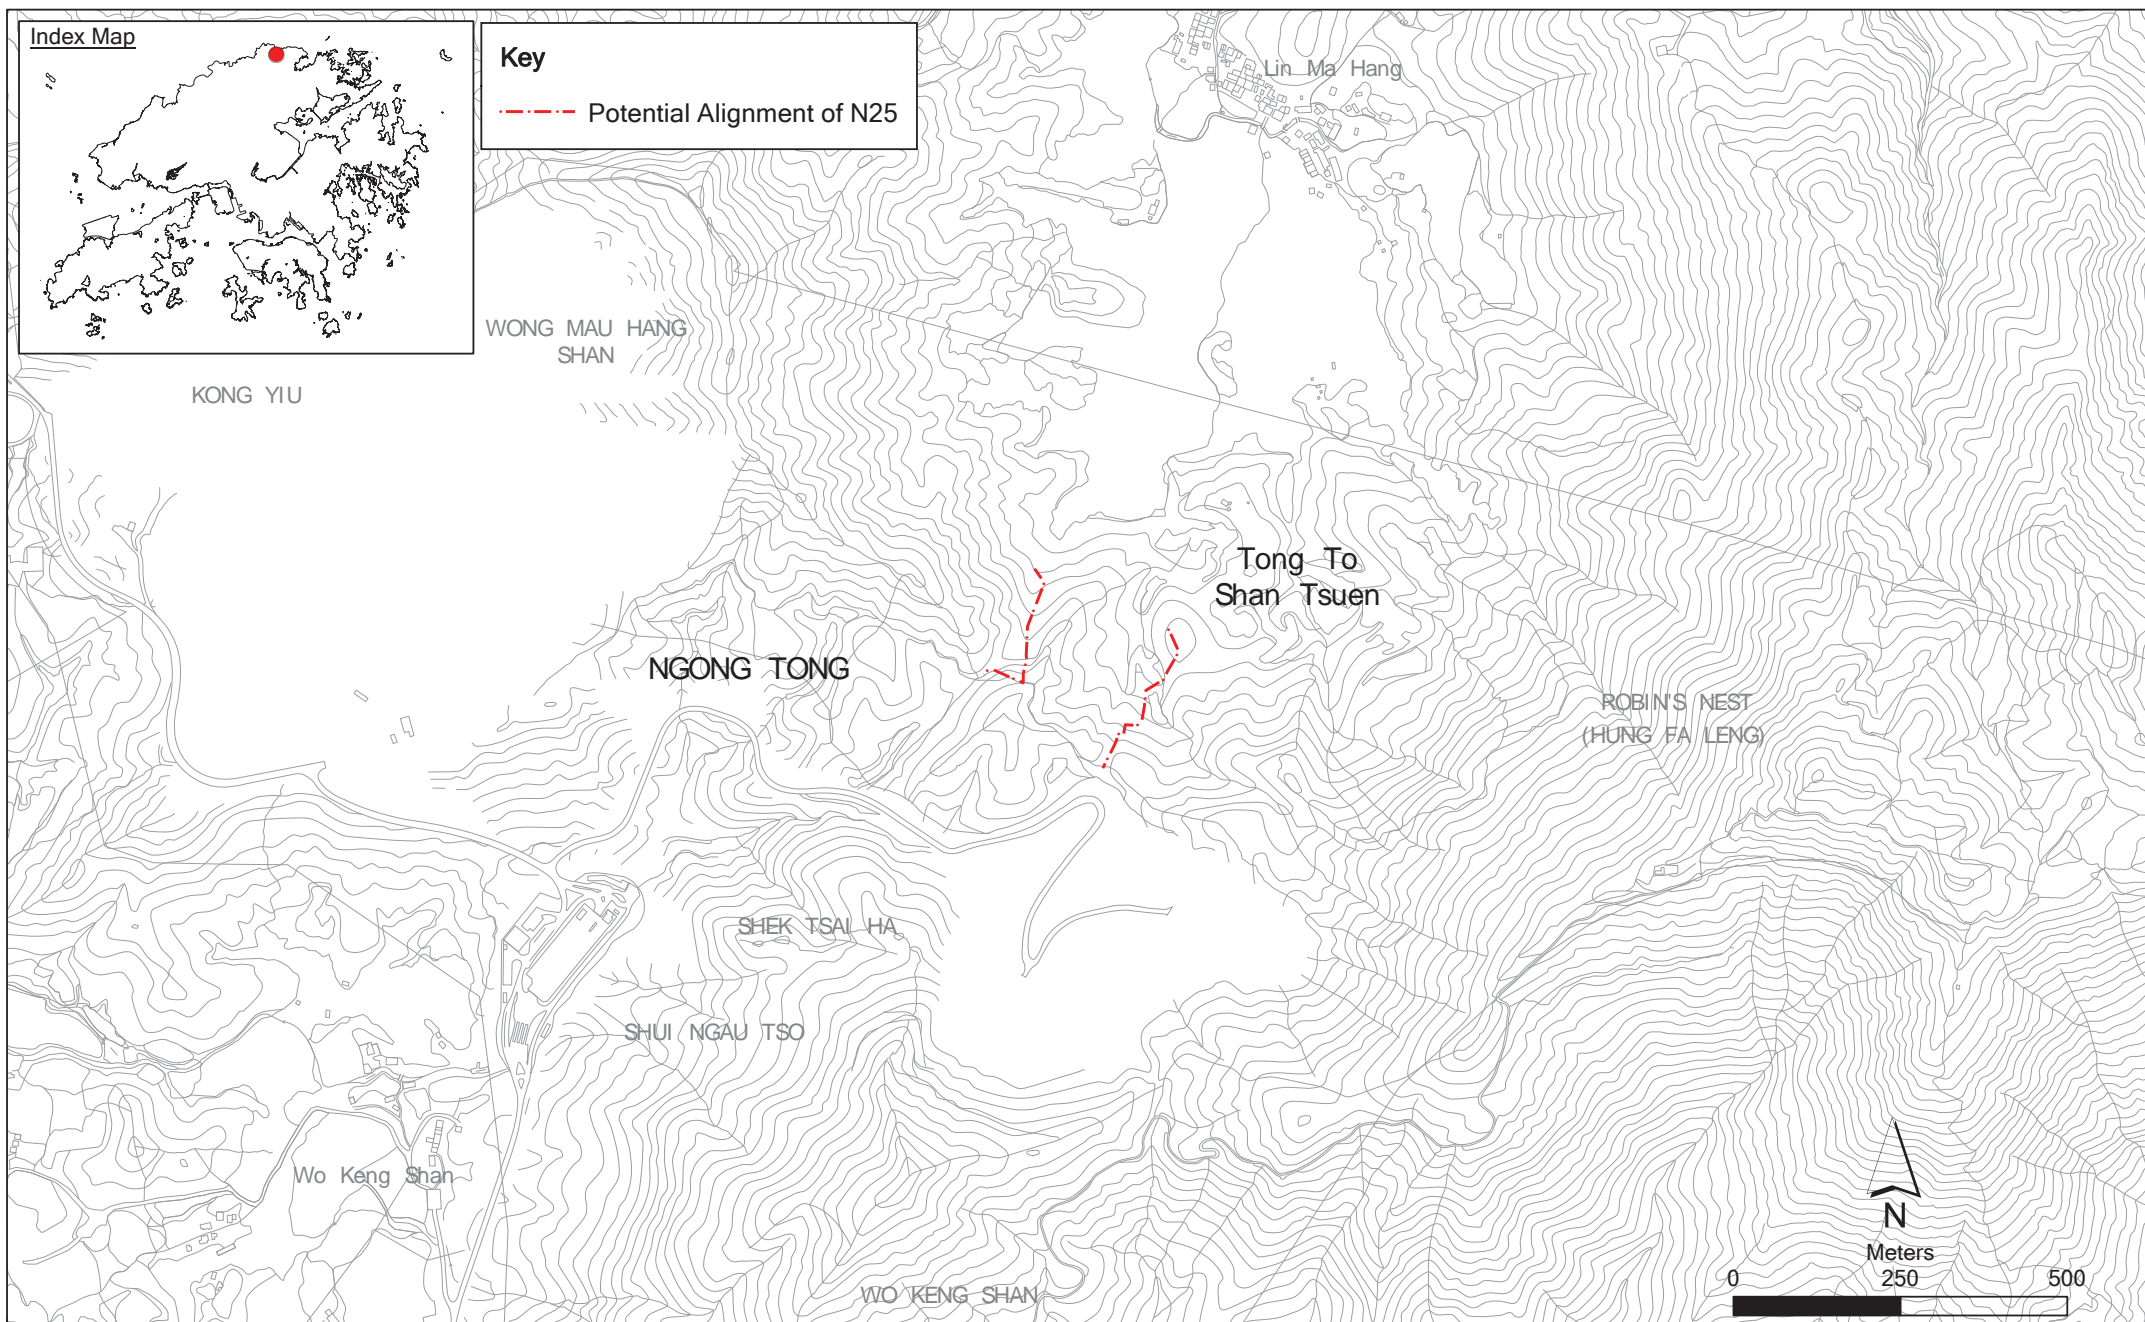 Index Map
Key
Potential Alignment of N25
Lin Ma Hang
WONG MAU HANG
SHAN
KONG YIU
Tong To
Shan Tsuen
NGONG TONG
ROBIN'S NEST
(HUNG FA LENG)
SHEK TSAI HA
SHUI NGAU TSO
Wo Keng Shan
WO KENG SHAN
N
Meters
0 250 500